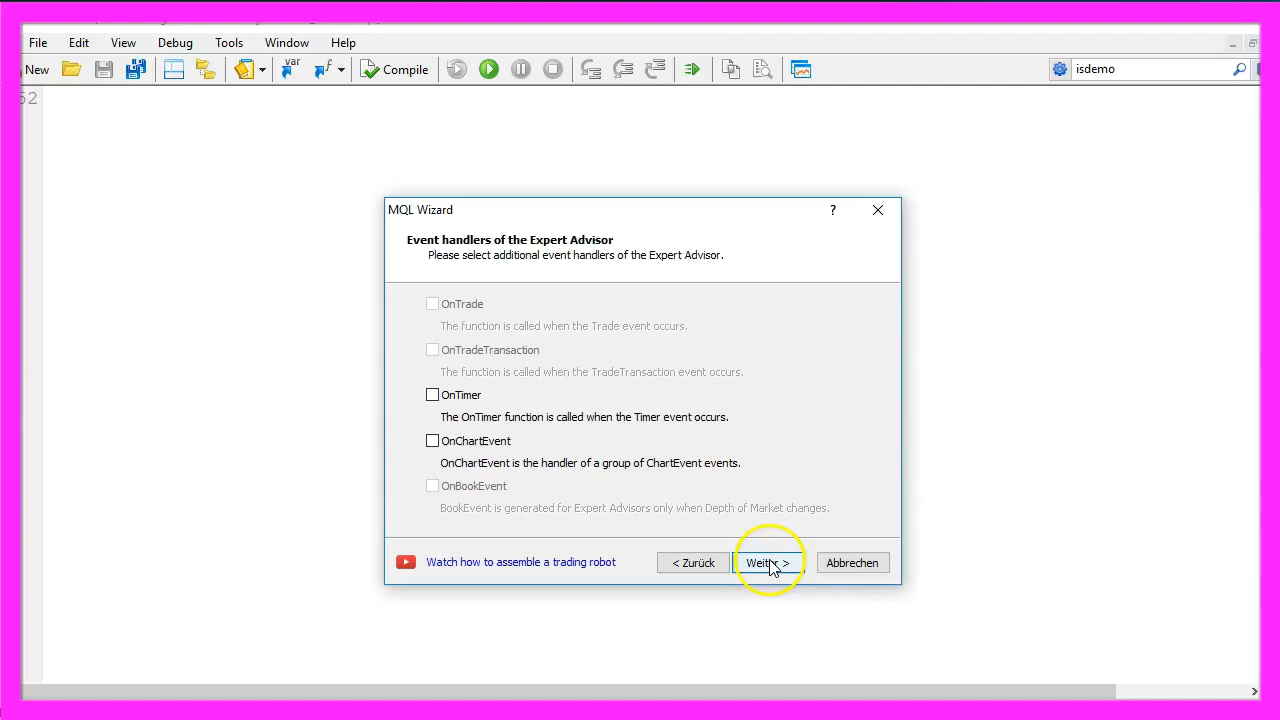 File Edit View Debug Tools Window Help
New Compile isdemo
52
MQL Wizard ?
Event handlers of the Expert Advisor
Please select additional event handlers of the Expert Advisor.
OnTrade
The function is called when the Trade event occurs.
OnTradeTransaction
The function is called when the TradeTransaction event occurs.
OnTimer
The OnTimer function is called when the Timer event occurs.
OnChartEvent
OnChartEvent is the handler of a group of ChartEvent events.
OnBookEvent
BookEvent is generated for Expert Advisors only when Depth of Market changes.
Watch how to assemble a trading robot < Zurück Weiter > Abbrechen